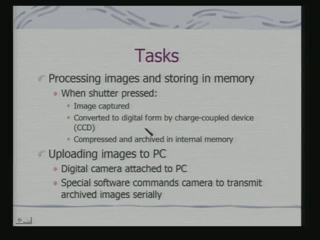 Tasks
Processing images and storing in memory
When shutter pressed:
Image captured
Converted to digital form by charge-coupled device
(CCD)
Compressed and archived in internal memory
Uploading images to PC
Digital camera attached to PC
Special software commands camera to transmit
archived images serially